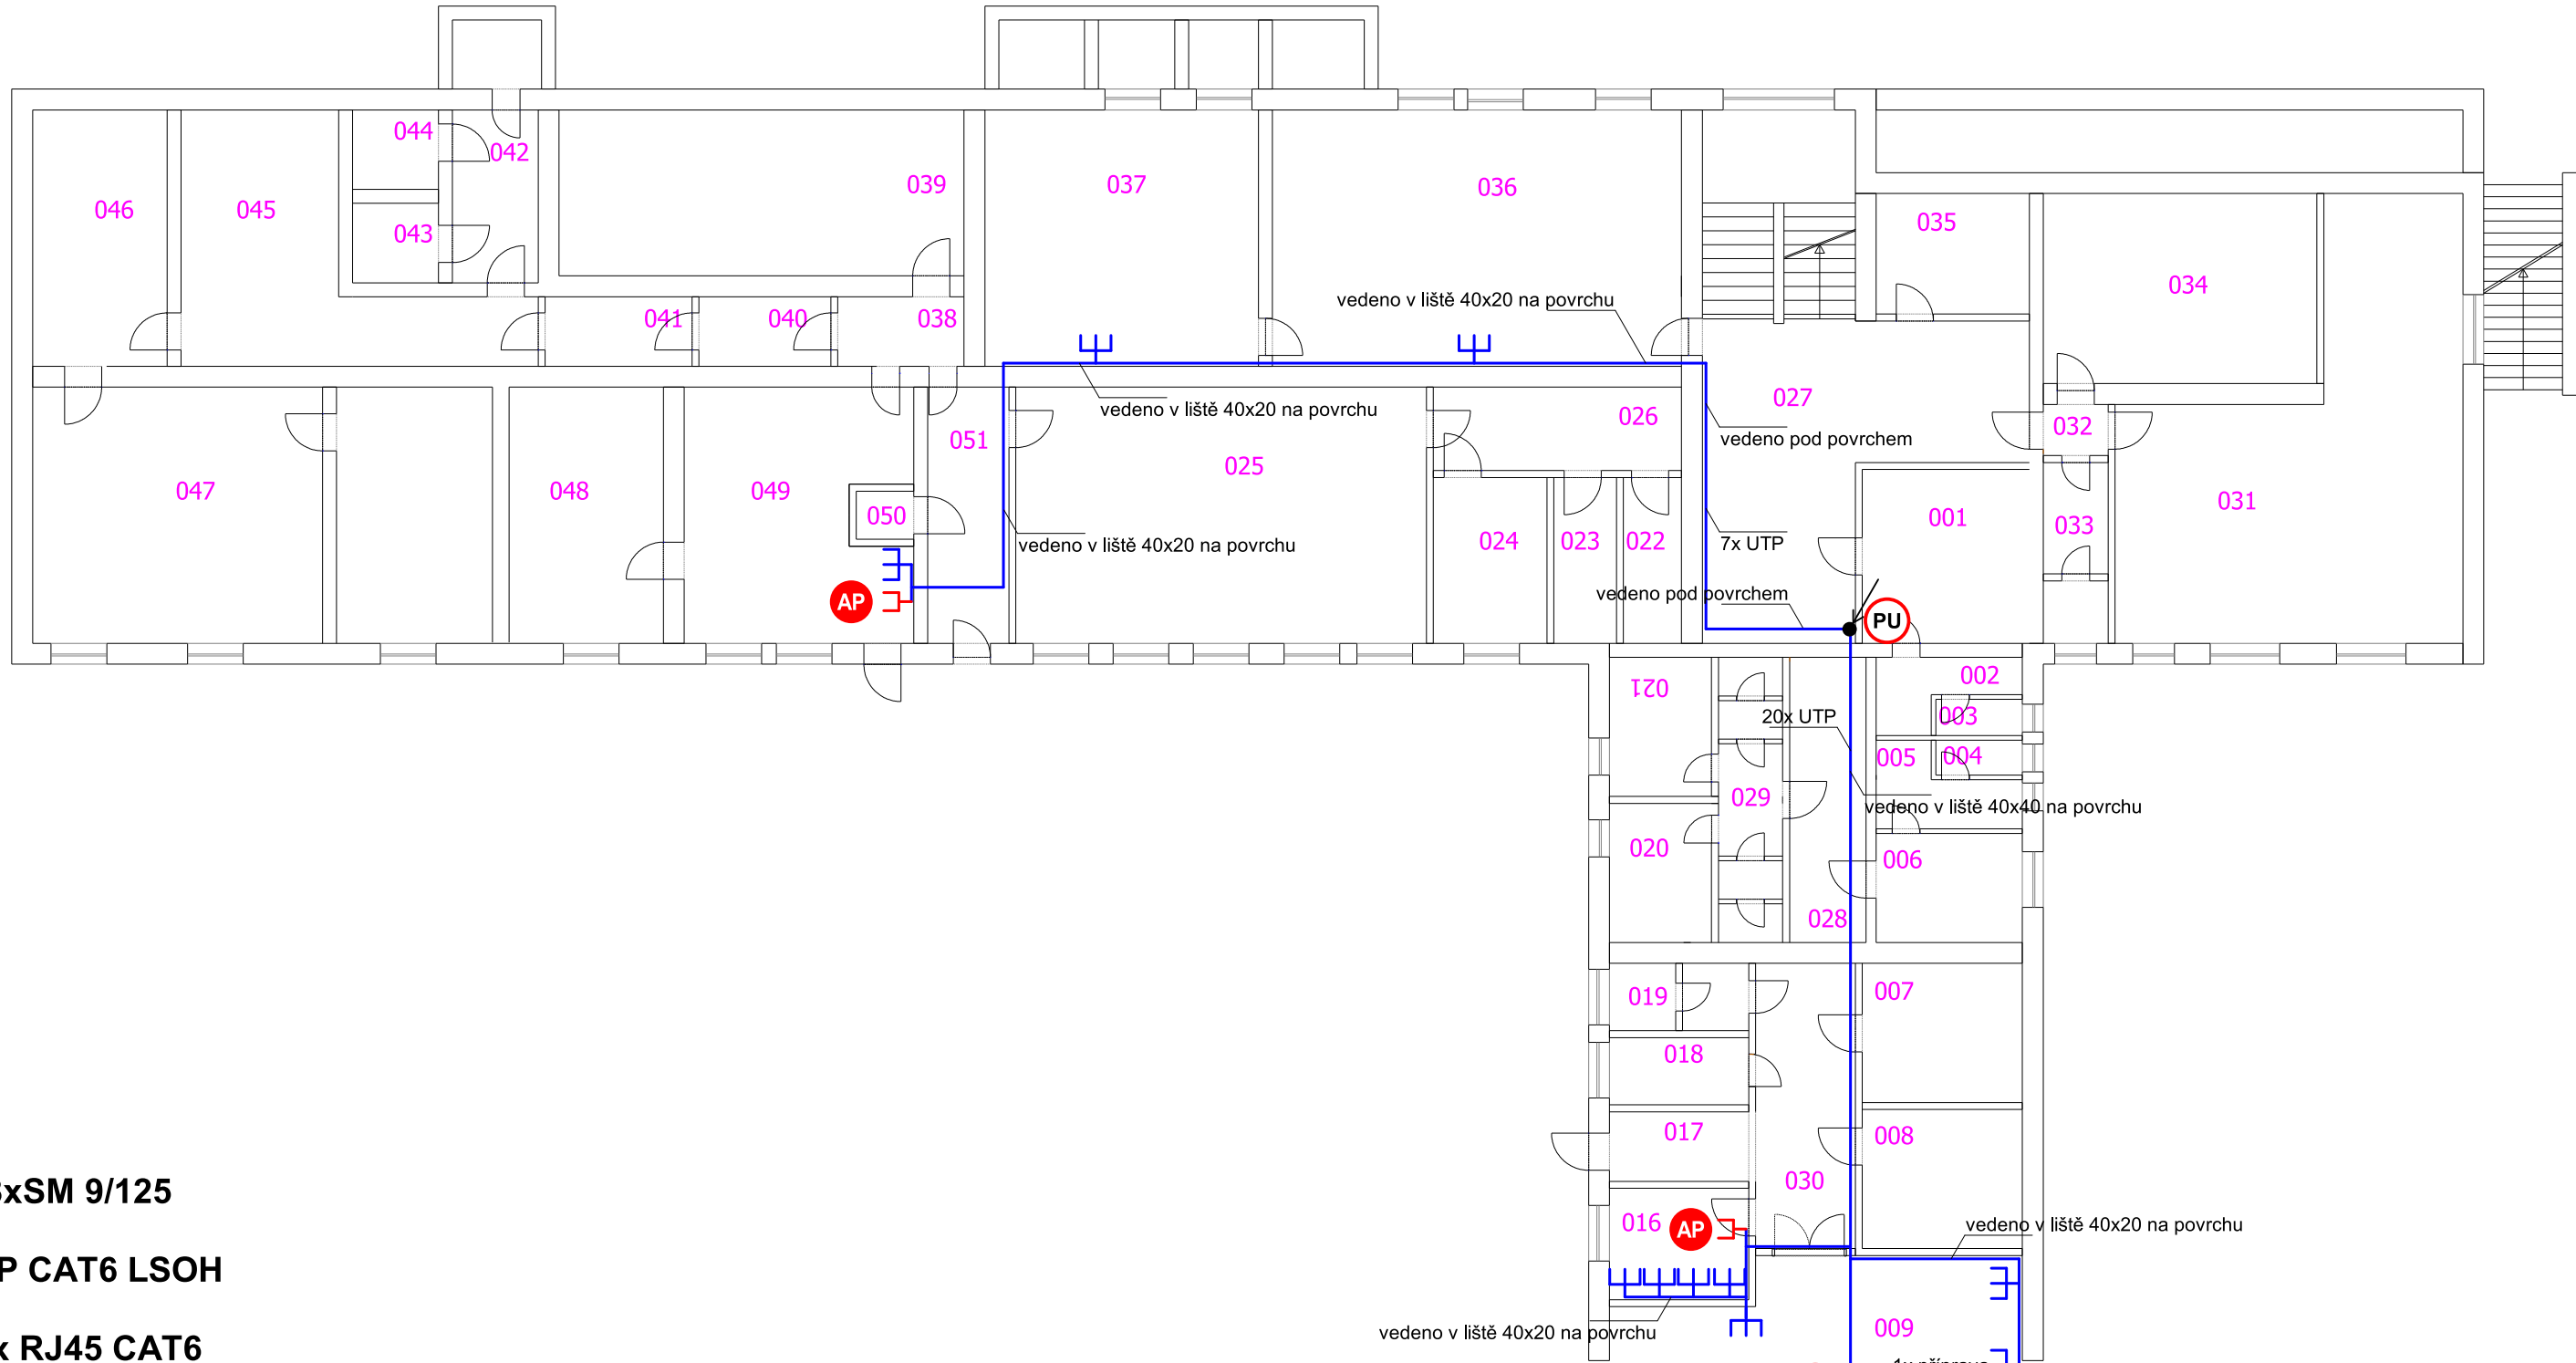 044
042
039
037
036
046
045
043
035
034
vedeno v liště 40x20 na povrchu
041
040
038
027
vedeno v liště 40x20 na povrchu
026
032
051
vedeno pod povrchem
025
047
048
049
050
031
001
033
024
023
022
7x UTP
vedeno v liště 40x20 na povrchu
vedeno pod povrchem
AP
PU
002
021
003
20x UTP
005
004
029
vedeno v liště 40x40 na povrchu
020
006
028
019
007
018
017
008
030
xSM 9/125
016
AP
vedeno v liště 40x20 na povrchu
P CAT6 LSOH
009
vedeno v liště 40x20 na povrchu
x RJ45 CAT6